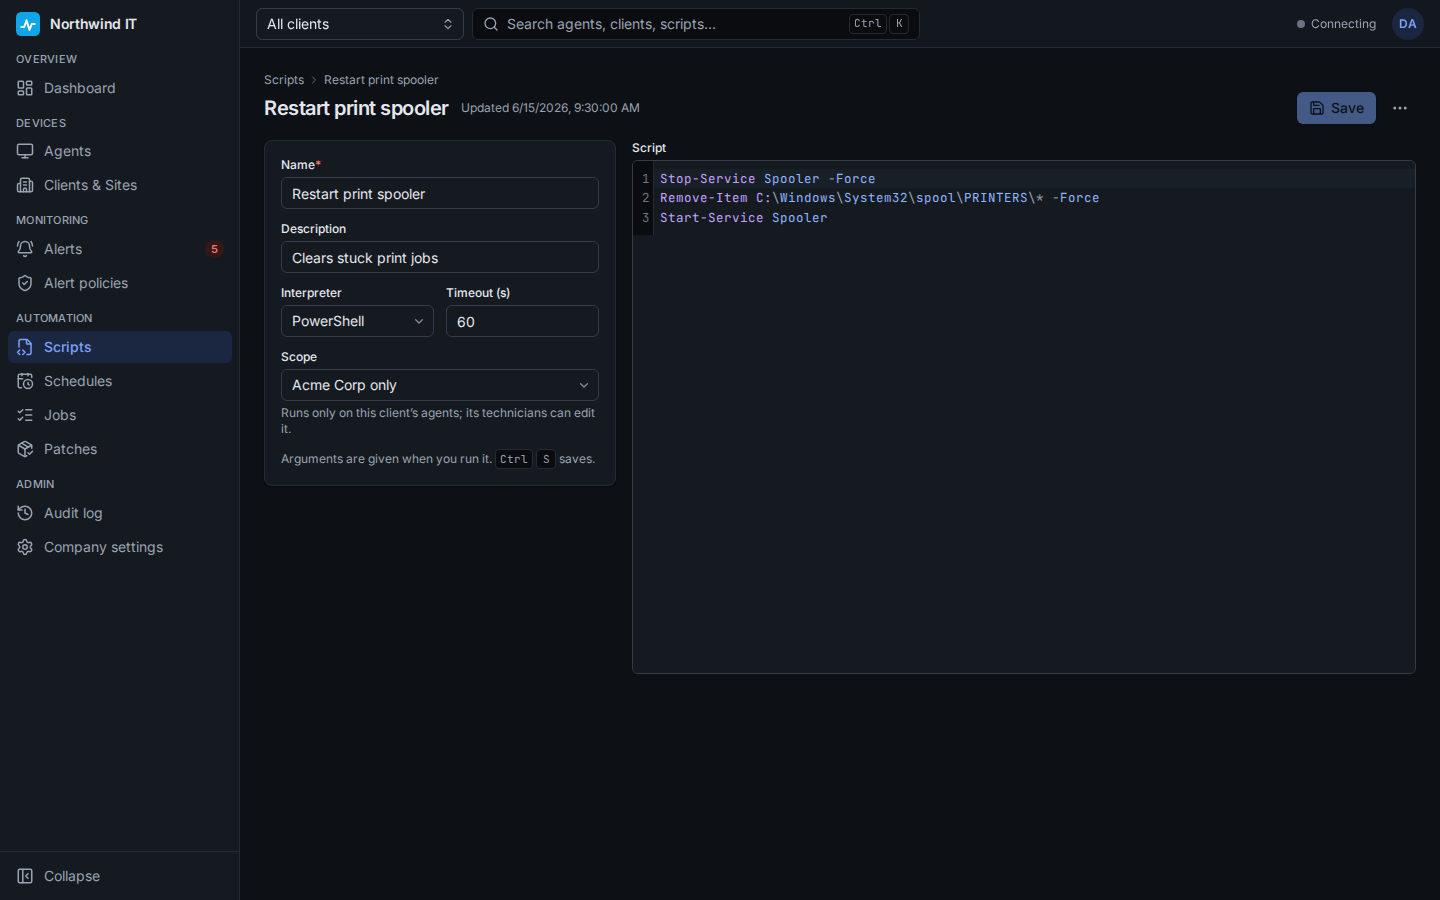 Northwind IT
All clients
Search agents, clients, scripts...
Ctrl K
Connecting
DA
OVERVIEW
Dashboard
DEVICES
Agents
Clients & Sites
MONITORING
Alerts
5
Alert policies
AUTOMATION
Scripts
Schedules
Jobs
Patches
ADMIN
Audit log
Company settings
Collapse
Scripts > Restart print spooler
Restart print spooler Updated 6/15/2026, 9:30:00 AM
Save
Name*
Restart print spooler
Description
Clears stuck print jobs
Interpreter
PowerShell
Timeout (s)
60
Scope
Acme Corp only
Runs only on this client's agents; its technicians can edit
it.
Arguments are given when you run it. Ctrl S saves.
Script
1 Stop-Service Spooler -Force
2 Remove-Item C:\Windows\System32\spool\PRINTERS\* -Force
3 Start-Service Spooler